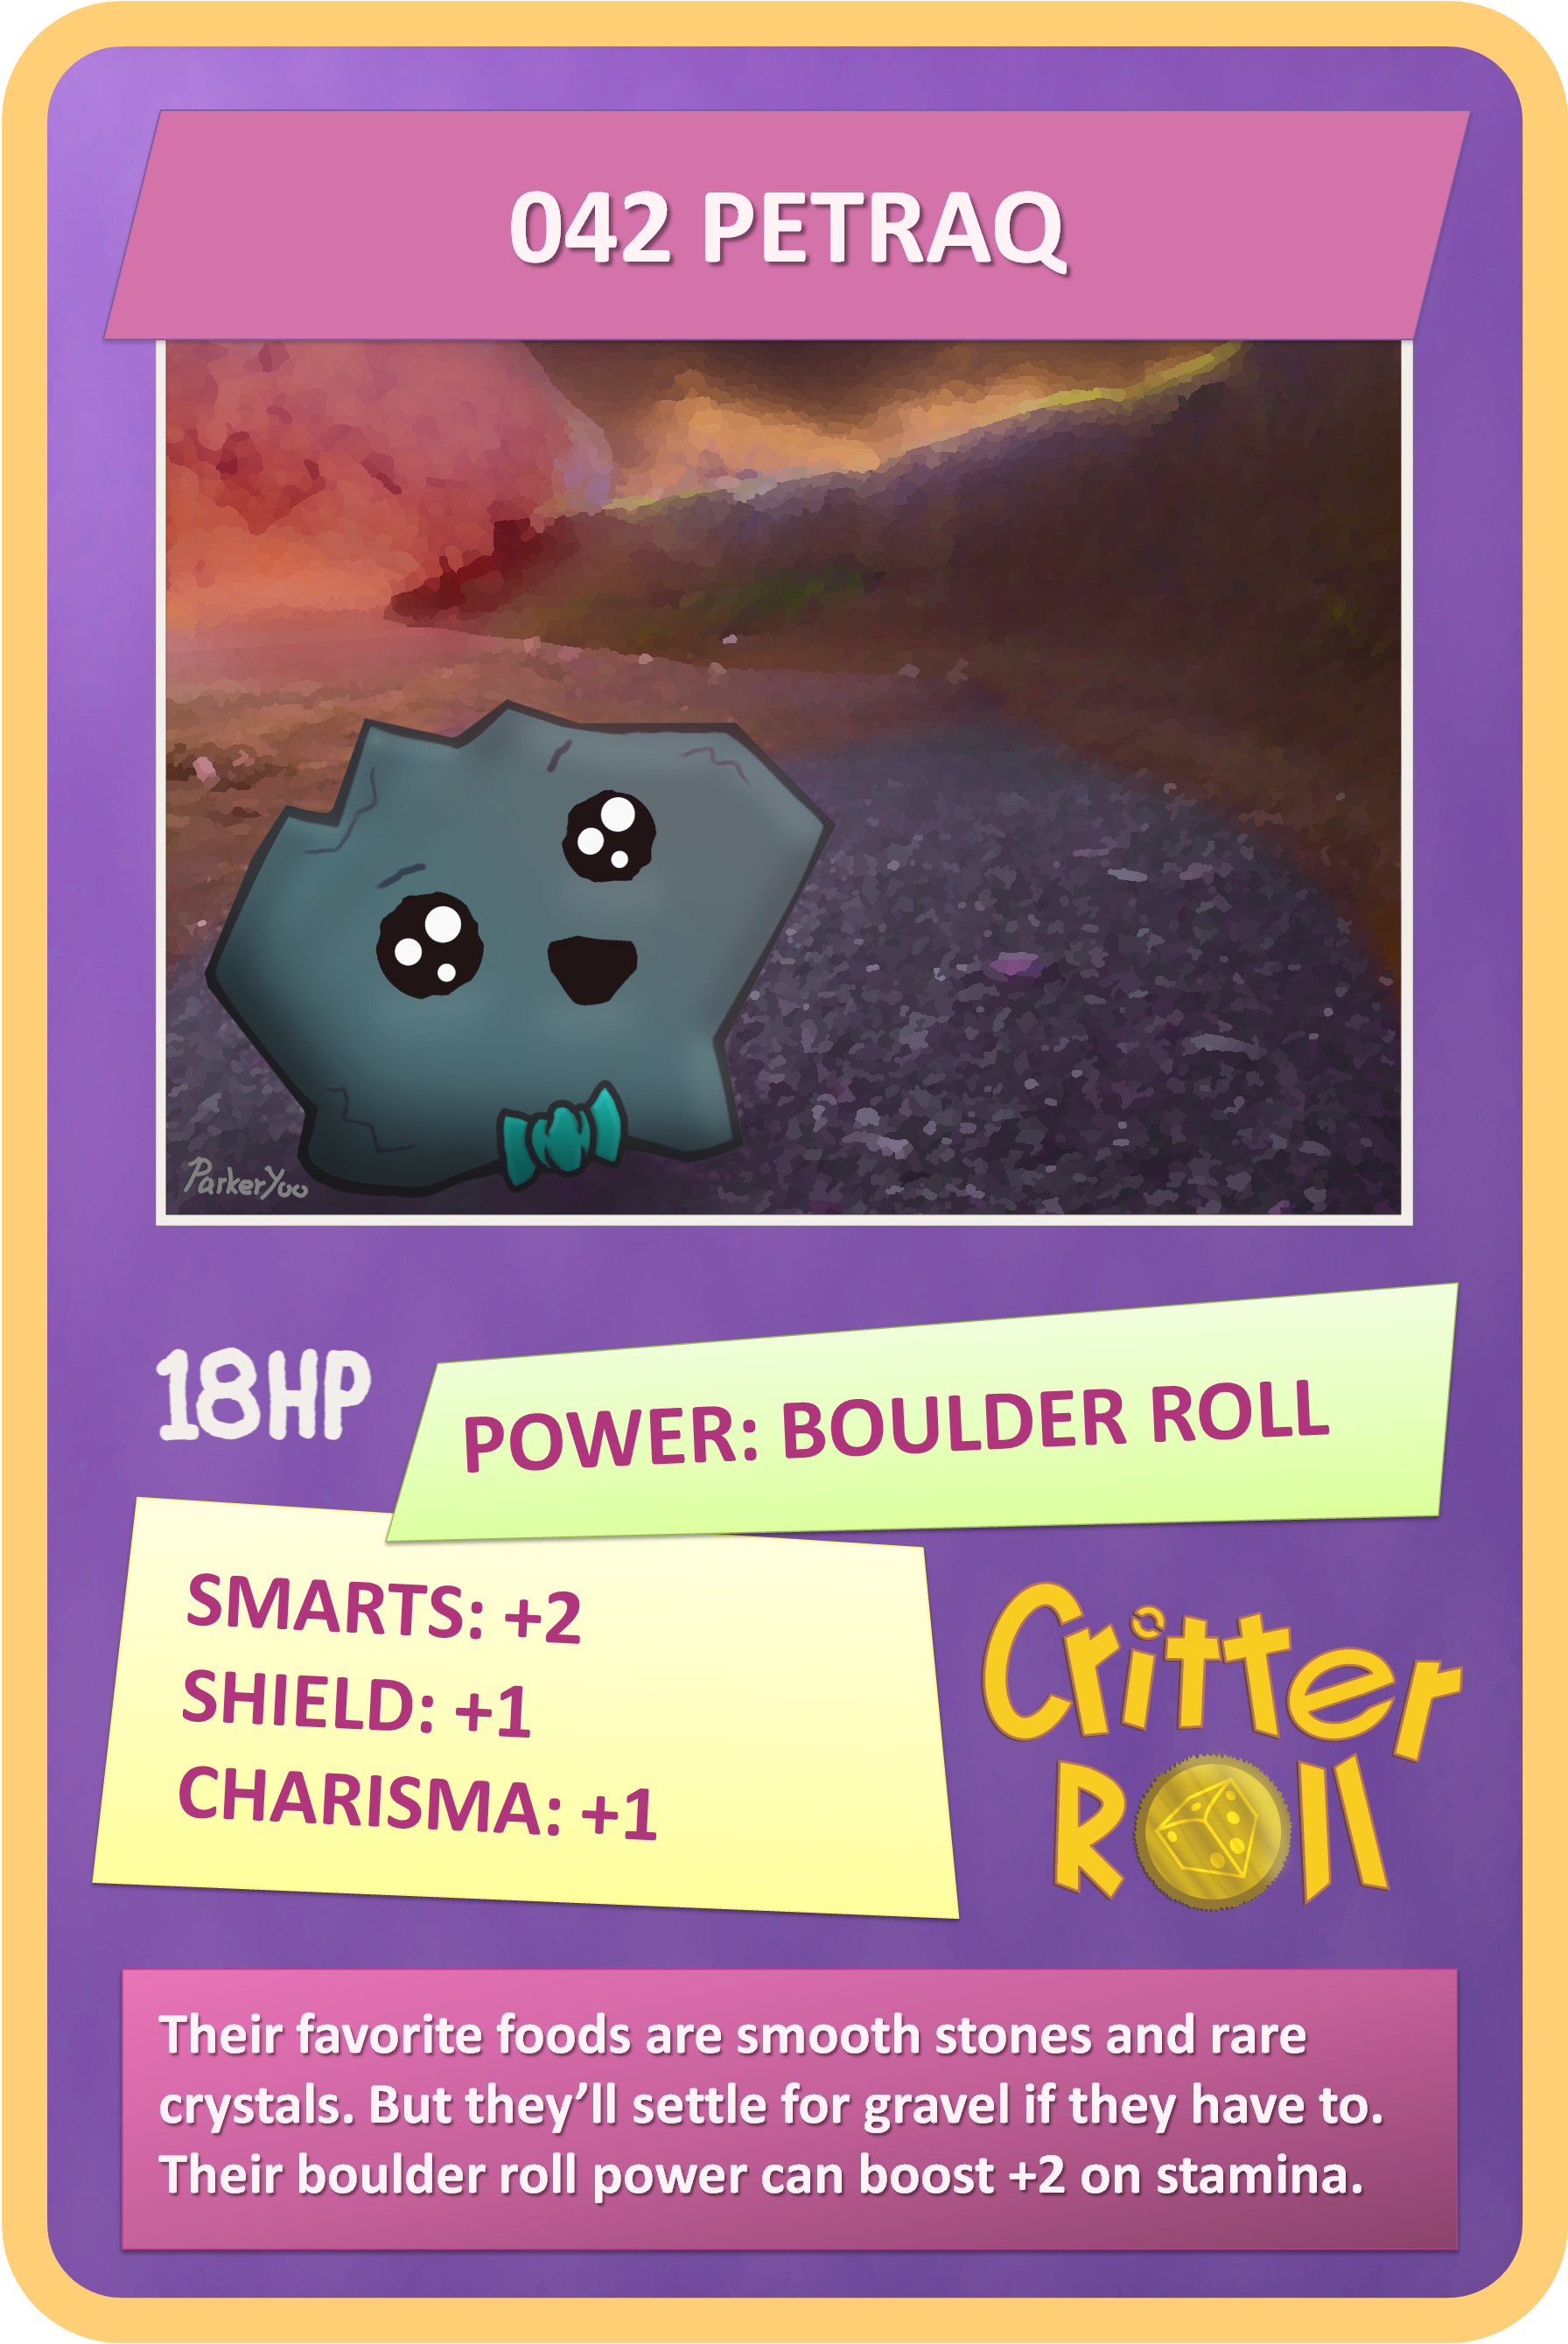 042 PETRAQ
ParkerYoo
18HP
POWER: BOULDER ROLL
SMARTS: +2
SHIELD: +1
CHARISMA: +1
Critter
Roll
Their favorite foods are smooth stones and rare
crystals. But they’ll settle for gravel if they have to.
Their boulder roll power can boost +2 on stamina.